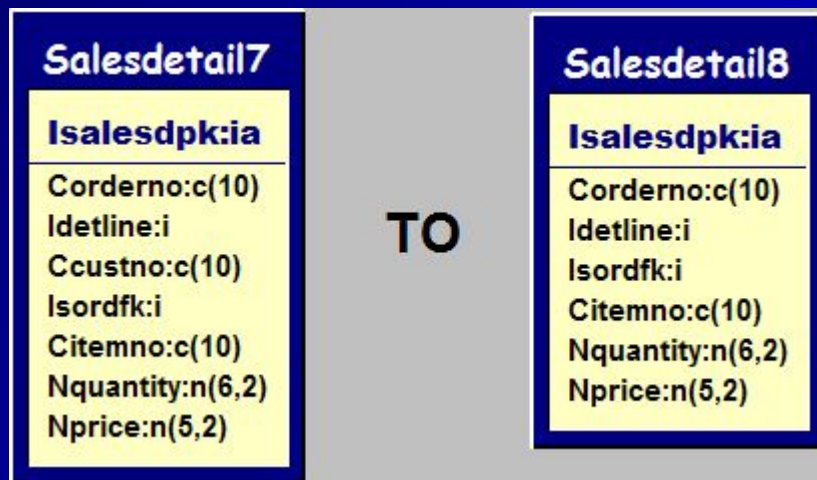 Salesdetail7
Isalesdpk:ia
Corderno:c(10)
Idetline:i
Ccustno:c(10)
Isordfk:i
Citemno:c(10)
Nquantity:n(6,2)
Nprice:n(5,2)
TO
Salesdetail8
Isalesdpk:ia
Corderno:c(10)
Idetline:i
Isordfk:i
Citemno:c(10)
Nquantity:n(6,2)
Nprice:n(5,2)